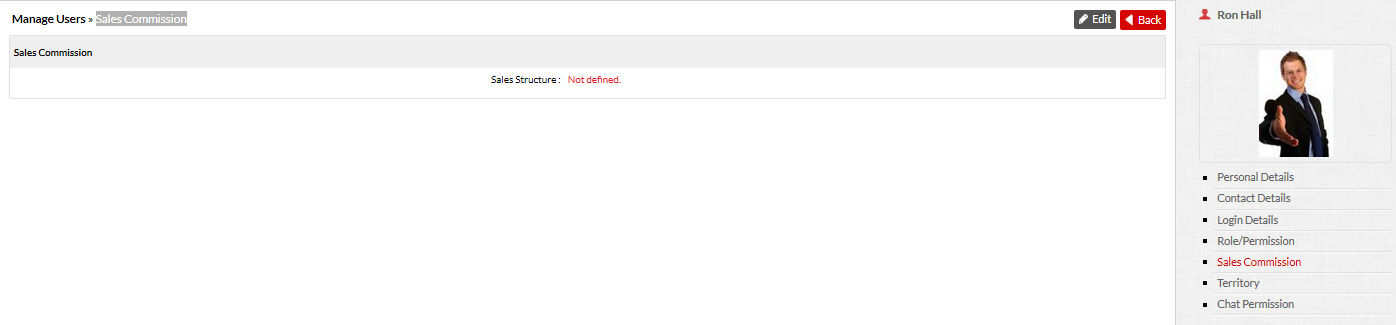 Manage Users » Sales Commission
Edit
Back
Sales Commission
Sales Structure : Not defined.
Ron Hall
Personal Details
Contact Details
Login Details
Role/Permission
Sales Commission
Territory
Chat Permission